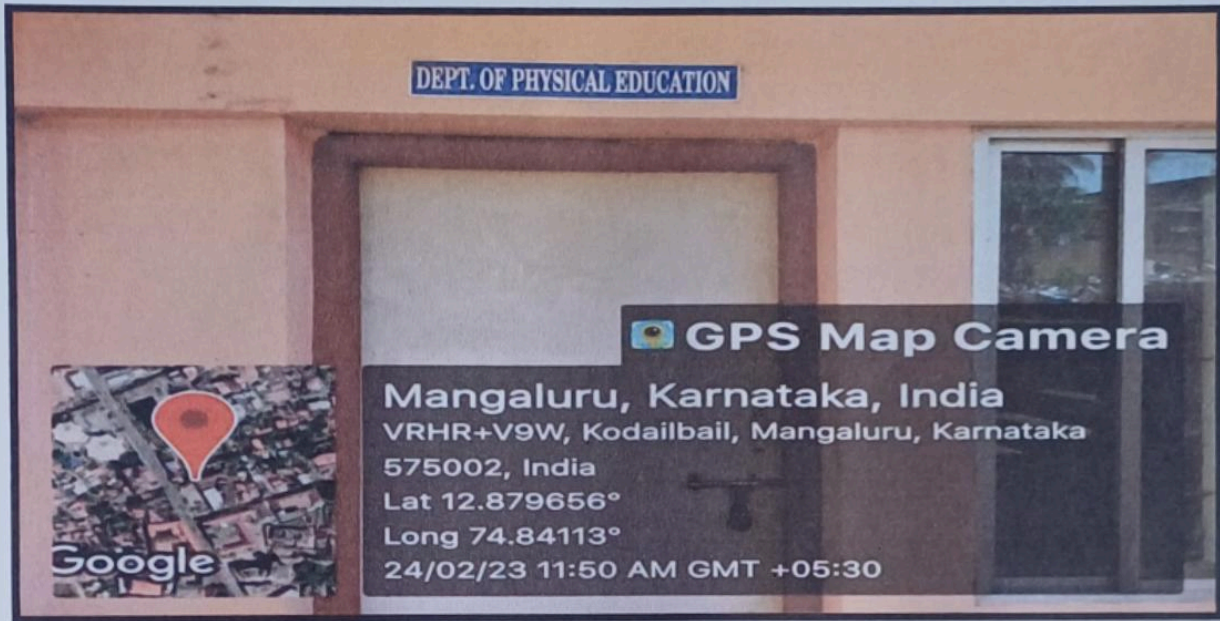 DEPT. OF PHYSICAL EDUCATION
GPS Map Camera
Mangaluru, Karnataka, India
VRHR+V9W, Kodailbail, Mangaluru, Karnataka
575002, India
Lat 12.879656°
Long 74.84113°
24/02/23 11:50 AM GMT +05:30
Google